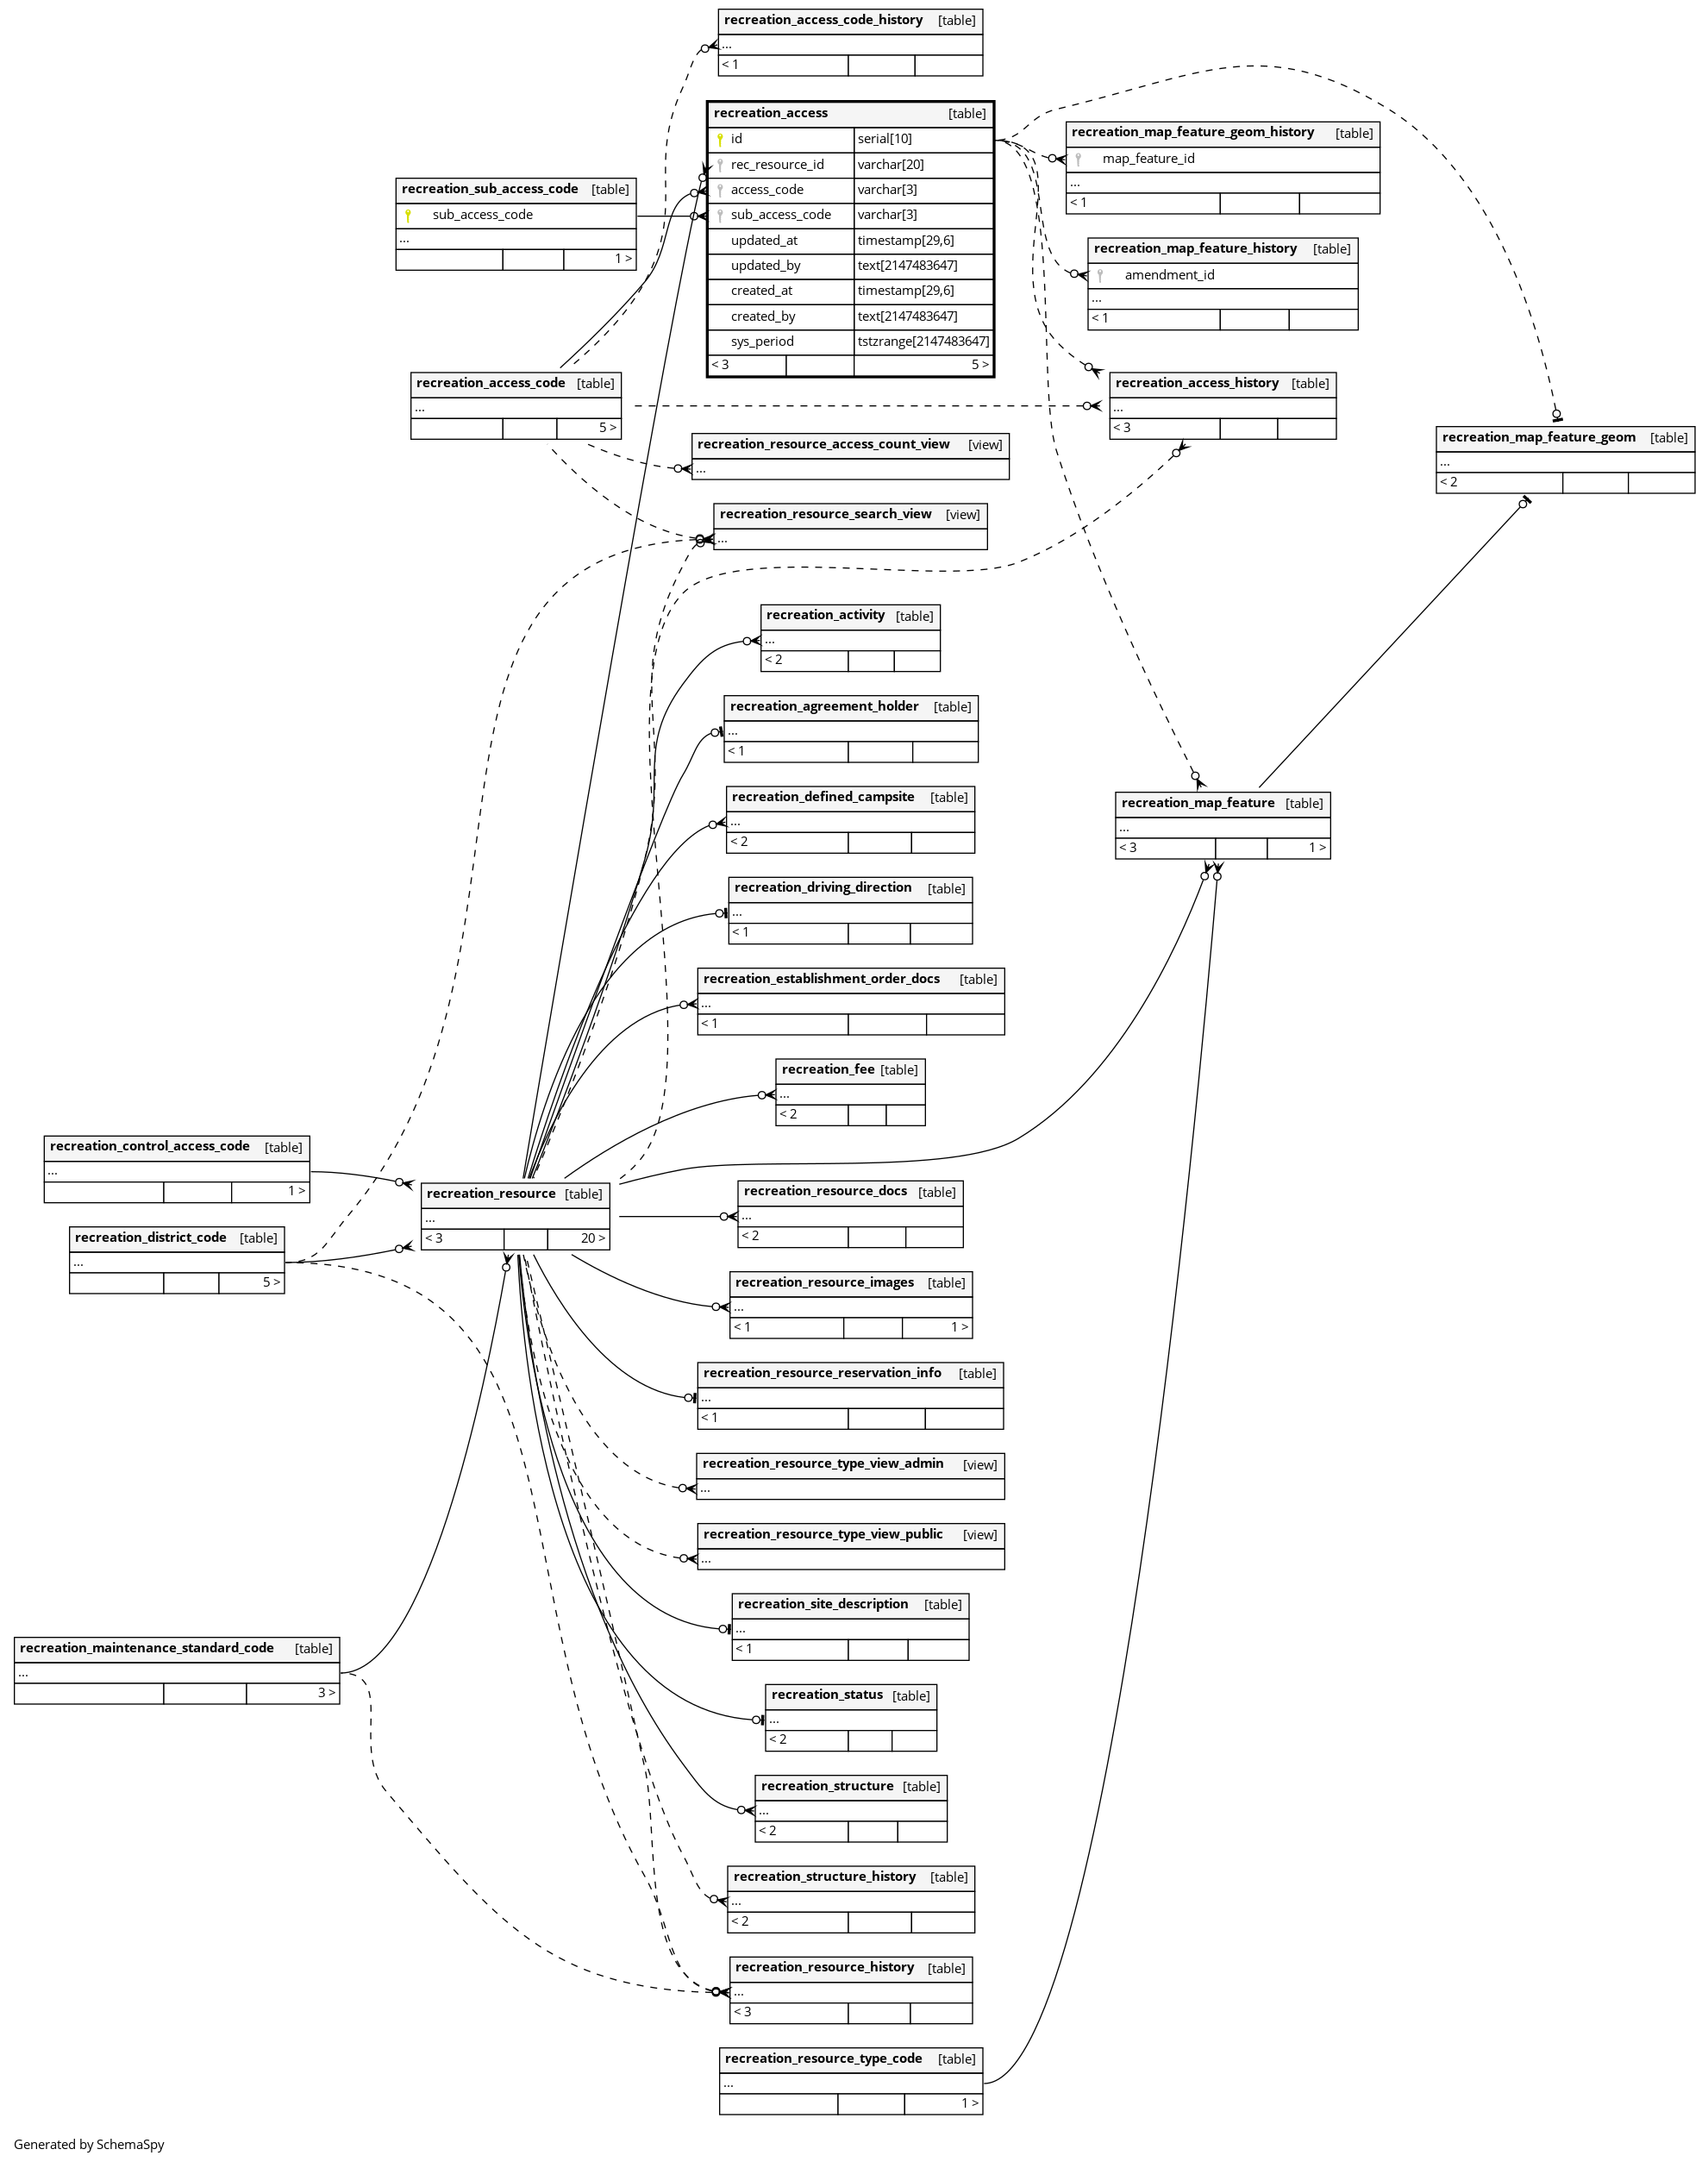 recreation_access_code_history [table]
...
< 1
recreation_access [table]
id serial[10]
rec_resource_id varchar[20]
access_code varchar[3]
sub_access_code varchar[3]
updated_at timestamp[29,6]
updated_by text[2147483647]
created_at timestamp[29,6]
created_by text[2147483647]
sys_period tstzrange[2147483647]
< 3 5 >
recreation_map_feature_geom_history [table]
map_feature_id
...
< 1
recreation_sub_access_code [table]
sub_access_code
...
1 >
recreation_map_feature_history [table]
amendment_id
...
< 1
recreation_access_code [table]
...
5 >
recreation_access_history [table]
...
< 3
recreation_map_feature_geom [table]
...
< 2
recreation_resource_access_count_view [view]
...
recreation_resource_search_view [view]
...
recreation_activity [table]
...
< 2
recreation_agreement_holder [table]
...
< 1
recreation_defined_campsite [table]
...
< 2
recreation_map_feature [table]
...
< 3 1 >
recreation_driving_direction [table]
...
< 1
recreation_establishment_order_docs [table]
...
< 1
recreation_fee [table]
...
< 2
recreation_control_access_code [table]
...
1 >
recreation_resource [table]
...
< 3 20 >
recreation_resource_docs [table]
...
< 2
recreation_district_code [table]
...
5 >
recreation_resource_images [table]
...
< 1 1 >
recreation_resource_reservation_info [table]
...
< 1
recreation_resource_type_view_admin [view]
...
recreation_resource_type_view_public [view]
...
recreation_site_description [table]
...
< 1
recreation_maintenance_standard_code [table]
...
3 >
recreation_status [table]
...
< 2
recreation_structure [table]
...
< 2
recreation_structure_history [table]
...
< 2
recreation_resource_history [table]
...
< 3
recreation_resource_type_code [table]
...
1 >
Generated by SchemaSpy